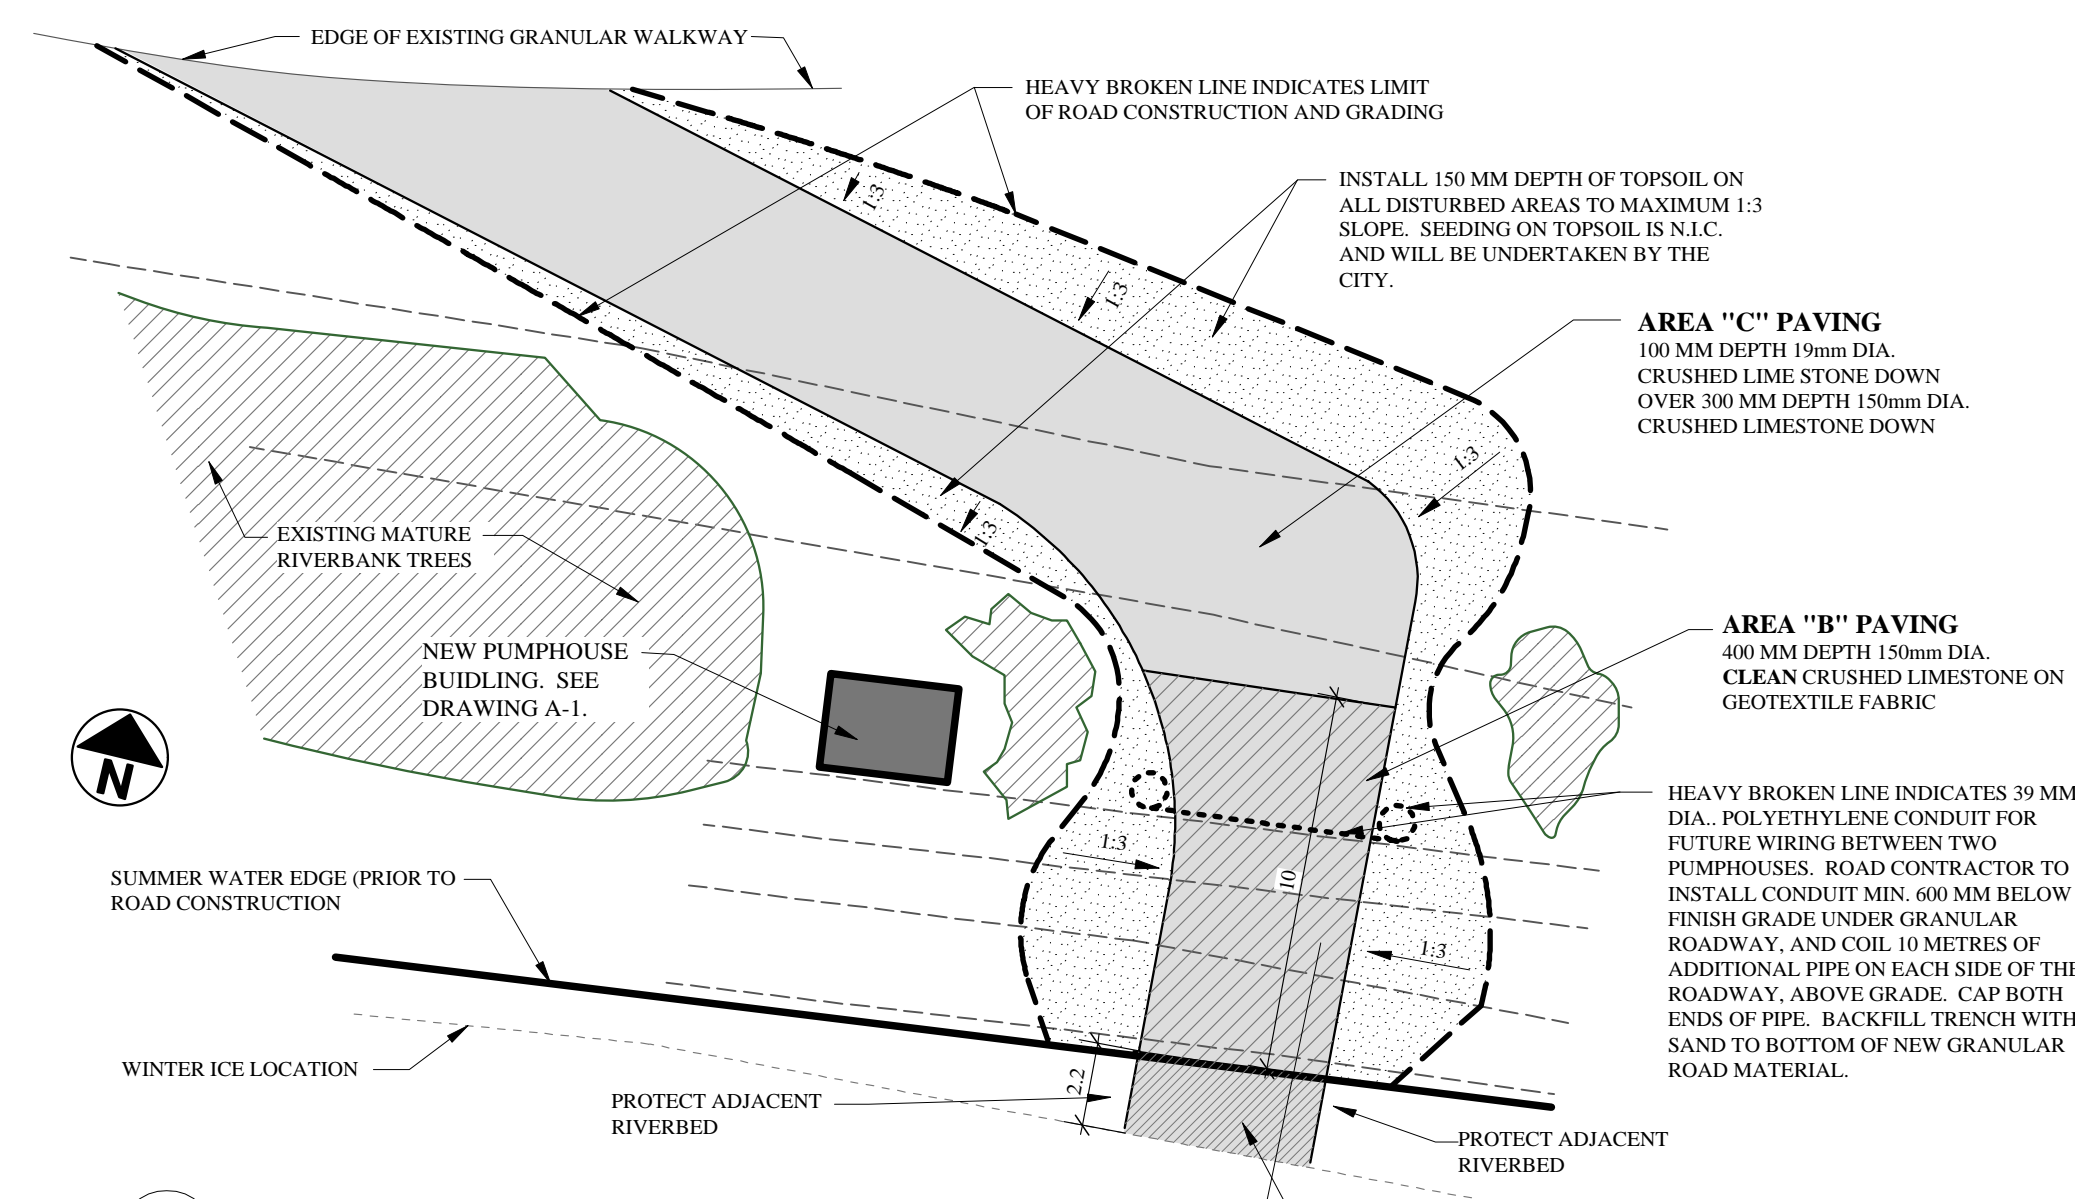 EDGE OF EXISTING GRANULAR WALKWAY
HEAVY BROKEN LINE INDICATES LIMIT
OF ROAD CONSTRUCTION AND GRADING
INSTALL 150 MM DEPTH OF TOPSOIL ON
ALL DISTURBED AREAS TO MAXIMUM 1:3
SLOPE. SEEDING ON TOPSOIL IS N.I.C.
AND WILL BE UNDERTAKEN BY THE
CITY.
1:3
1:3
AREA "C" PAVING
100 MM DEPTH 19mm DIA.
CRUSHED LIME STONE DOWN
OVER 300 MM DEPTH 150mm DIA.
CRUSHED LIMESTONE DOWN
1:3
1:3
EXISTING MATURE
RIVERBANK TREES
NEW PUMPHOUSE
BUIDLING. SEE
DRAWING A-1.
AREA "B" PAVING
400 MM DEPTH 150mm DIA.
CLEAN CRUSHED LIMESTONE ON
GEOTEXTILE FABRIC
N
HEAVY BROKEN LINE INDICATES 39 MM
DIA.. POLYETHYLENE CONDUIT FOR
FUTURE WIRING BETWEEN TWO
PUMPHOUSES. ROAD CONTRACTOR TO
INSTALL CONDUIT MIN. 600 MM BELOW
FINISH GRADE UNDER GRANULAR
ROADWAY, AND COIL 10 METRES OF
ADDITIONAL PIPE ON EACH SIDE OF THE
ROADWAY, ABOVE GRADE. CAP BOTH
ENDS OF PIPE. BACKFILL TRENCH WITH
SAND TO BOTTOM OF NEW GRANULAR
ROAD MATERIAL.
1:3
10
1:3
SUMMER WATER EDGE (PRIOR TO
ROAD CONSTRUCTION
WINTER ICE LOCATION
2.2
PROTECT ADJACENT
RIVERBED
PROTECT ADJACENT
RIVERBED